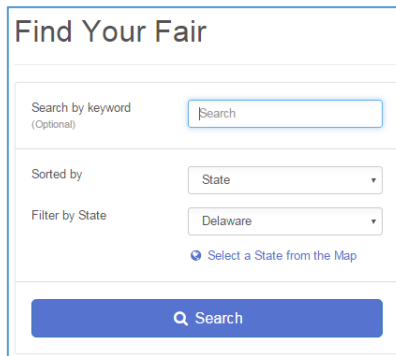 Find Your Fair
Search by keyword
(Optional)
Search
Sorted by
State
Filter by State
Delaware
Select a State from the Map
Search